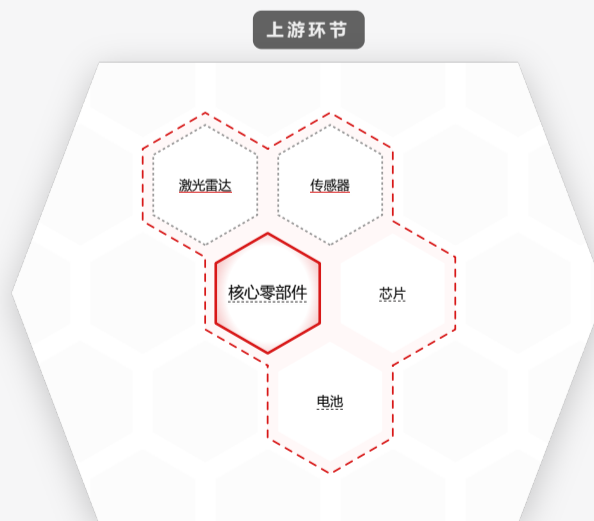 上游环节
激光雷达
传感器
核心零部件
芯片
电池